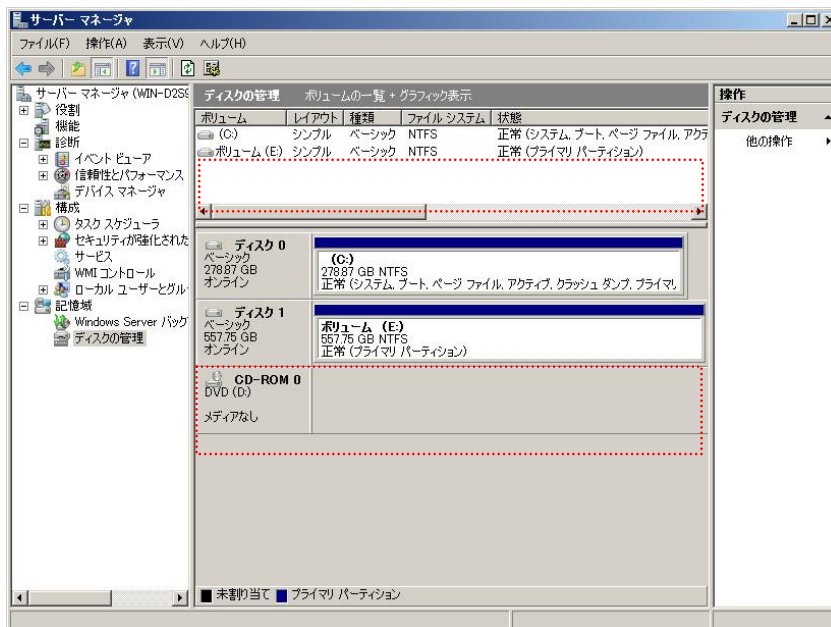 サーバー マネージャ
ファイル(F) 操作(A) 表示(V) ヘルプ(H)
サーバー マネージャ (WIN-D2S
役割
機能
診断
イベント ビューア
信頼性とパフォーマンス
デバイス マネージャ
構成
タスク スケジューラ
セキュリティが強化された
サービス
WMI コントロール
ローカル ユーザーとグル
記憶域
Windows Server バック
ディスクの管理
ディスクの管理 ボリュームの一覧 + グラフィック表示
ボリューム レイアウト 種類 ファイル システム 状態
(C:) シンプル ベーシック NTFS 正常 (システム, ブート, ページ ファイル, アクテ
ボリューム (E:) シンプル ベーシック NTFS 正常 (プライマリ パーティション)
ディスク 0
ベーシック
278.87 GB
オンライン
(C:)
278.87 GB NTFS
正常 (システム, ブート, ページ ファイル, アクティブ, クラッシュ ダンプ, プライマリ
ディスク 1
ベーシック
557.75 GB
オンライン
ボリューム (E:)
557.75 GB NTFS
正常 (プライマリ パーティション)
CD-ROM 0
DVD (D:)
メディアなし
未割り当て プライマリ パーティション
操作
ディスクの管理
他の操作